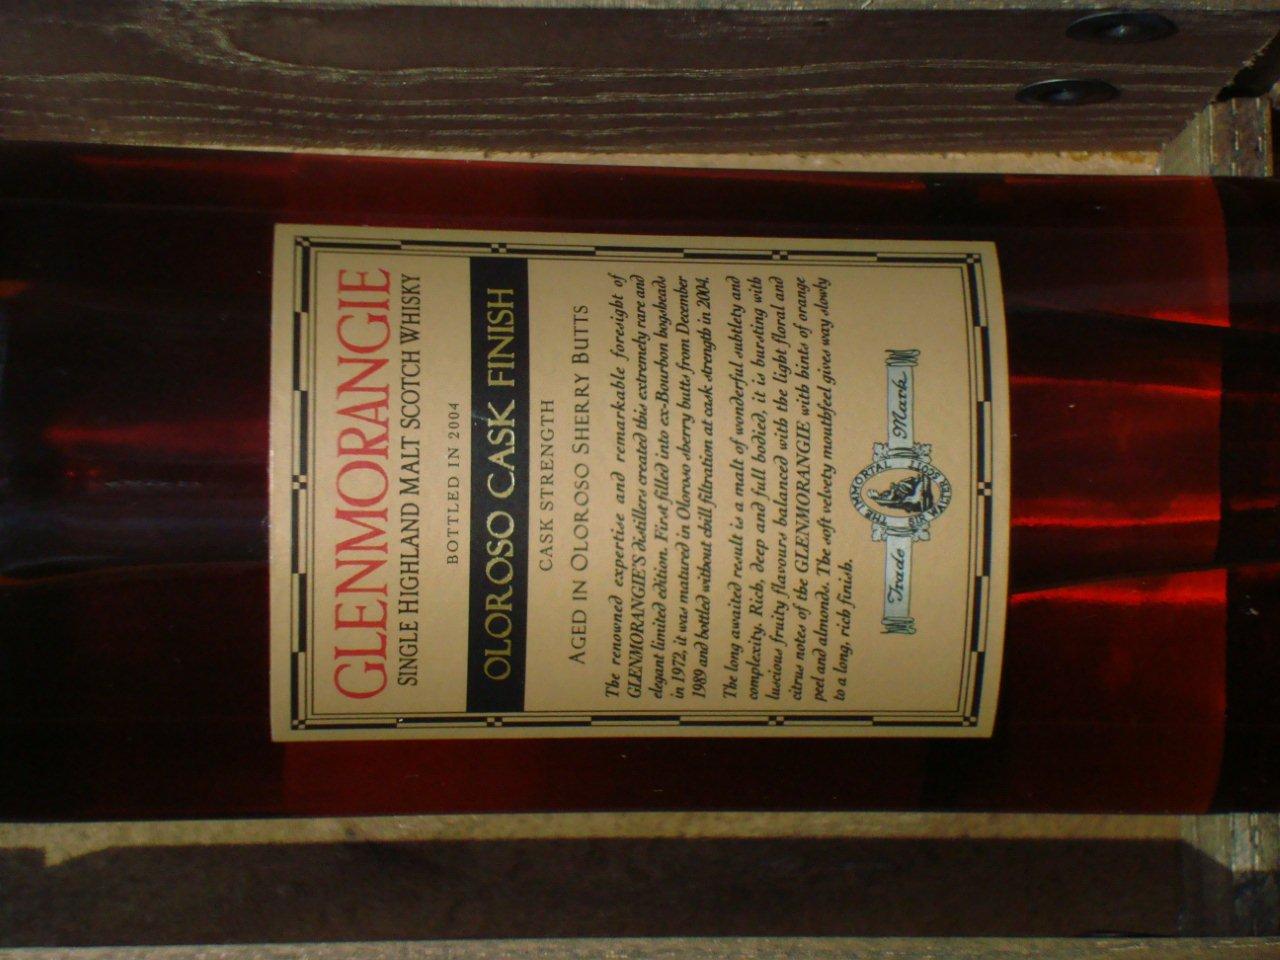 GLENMORANGIE
SINGLE HIGHLAND MALT SCOTCH WHISKY
BOTTLED IN 2004
OLOROSO CASK FINISH
CASK STRENGTH
AGED IN OLOROSO SHERRY BUTTS
The renowned expertise and remarkable foresight of
GLENMORANGIE'S distillers created this extremely rare and
elegant limited edition. First filled into ex-Bourbon hogsheads
in 1972, it was matured in Oloroso sherry butts from December
1989 and bottled without chill filtration at cask strength in 2004.
The long awaited result is a malt of wonderful subtlety and
complexity. Rich, deep and full bodied, it is bursting with
luscious fruity flavours balanced with the light floral and
citrus notes of the GLENMORANGIE with hints of orange
peel and almonds. The soft velvety mouthfeel gives way slowly
to a long, rich finish.
THE IMMORTAL
WALTER SCOTT
Trade Mark